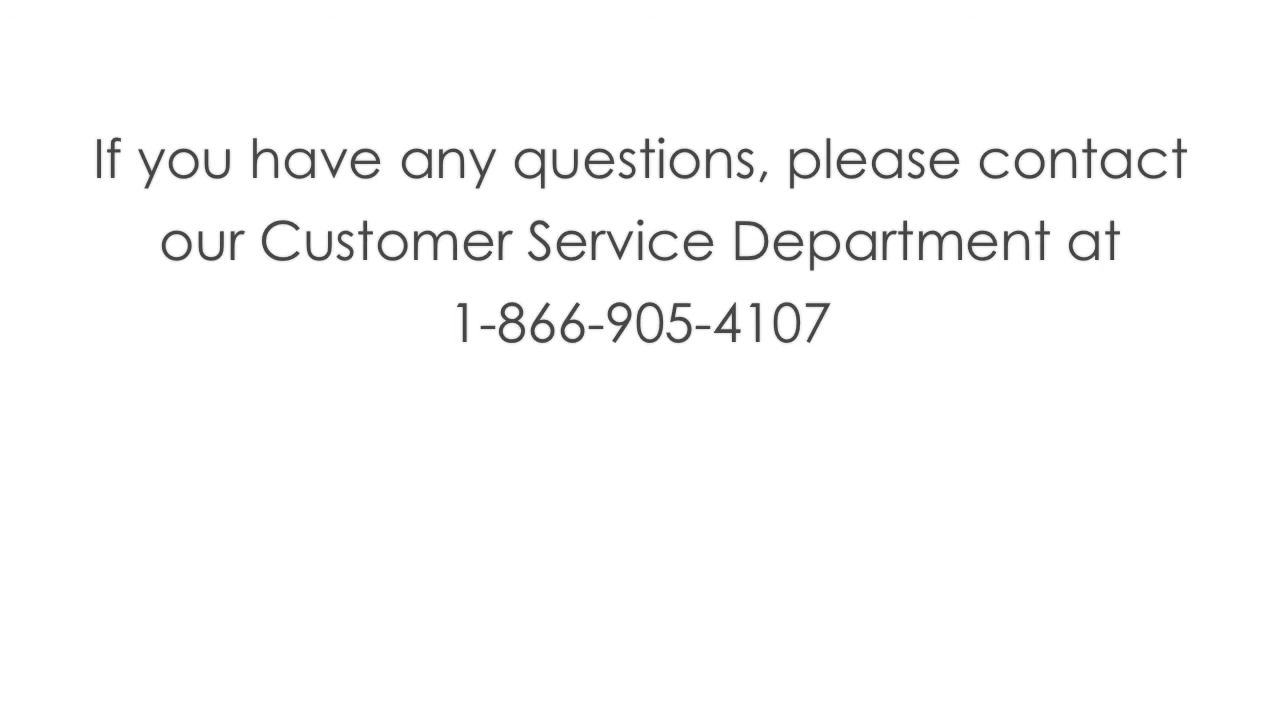 If you have any questions, please contact
our Customer Service Department at
1-866-905-4107